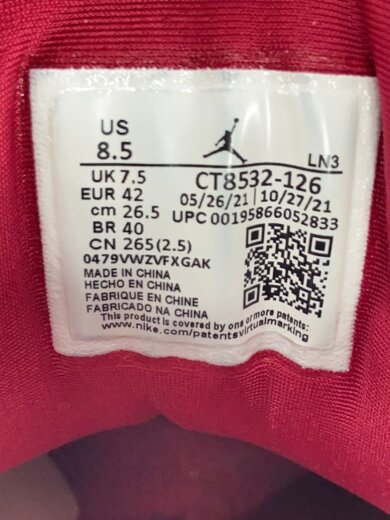 US
8.5
LN3
UK 7.5
CT8532-126
EUR 42
05/26/21 | 10/27/21
cm 26.5
UPC 00195866052833
BR 40
CN 265(2.5)
0479VWZVFXGAK
MADE IN CHINA
HECHO EN CHINA
FABRIQUE EN CHINE
FABRICADO NA CHINA
This product is covered by one or more patents:
www.nike.com/patentsvirtualmarking